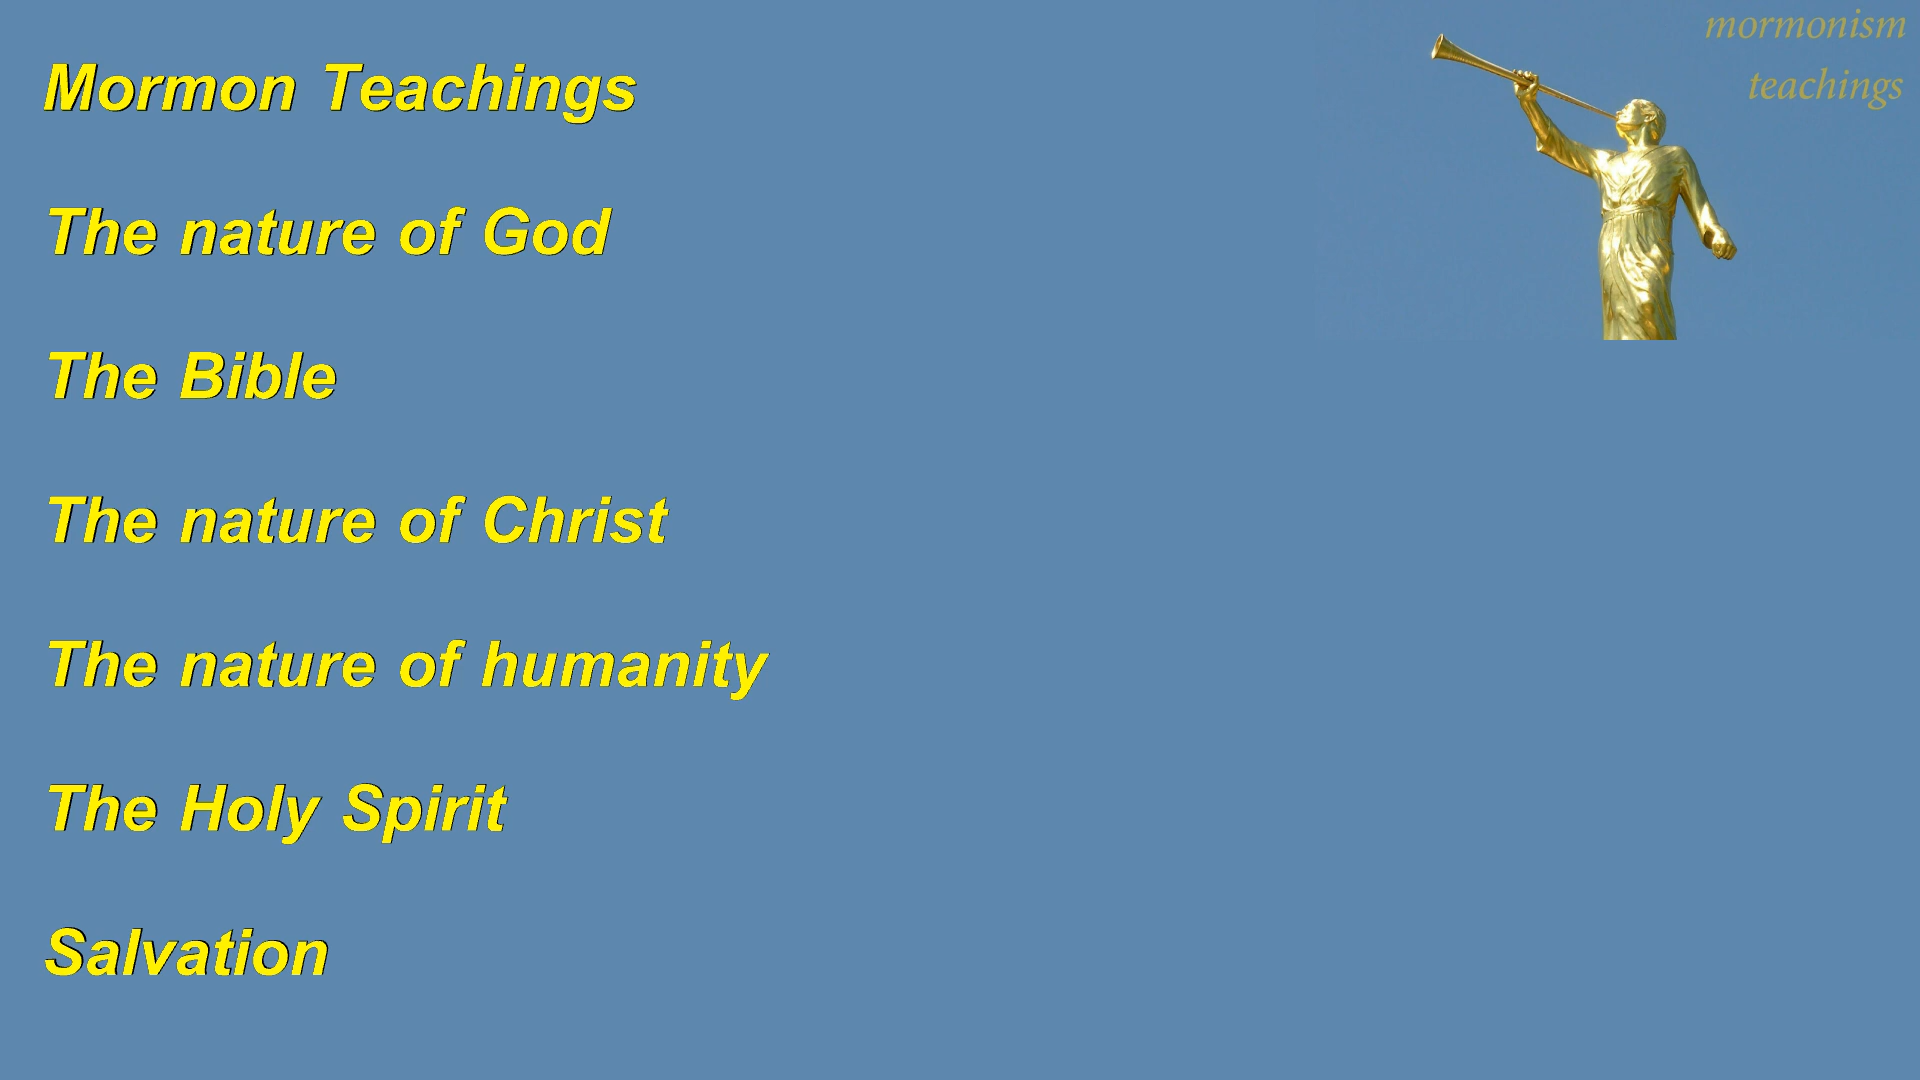 Mormon Teachings
The nature of God
The Bible
The nature of Christ
The nature of humanity
The Holy Spirit
Salvation
mormonism
teachings